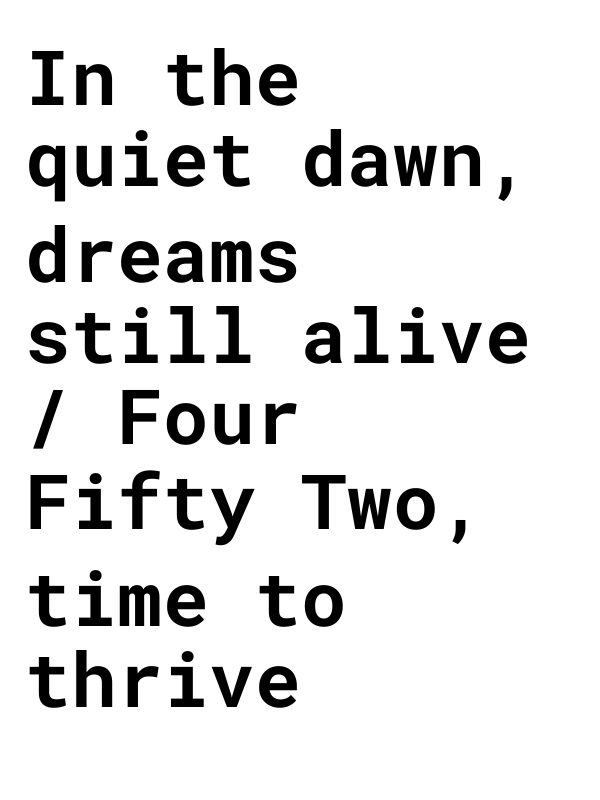 In the
quiet dawn,
dreams
still alive
/ Four
Fifty Two,
time to
thrive